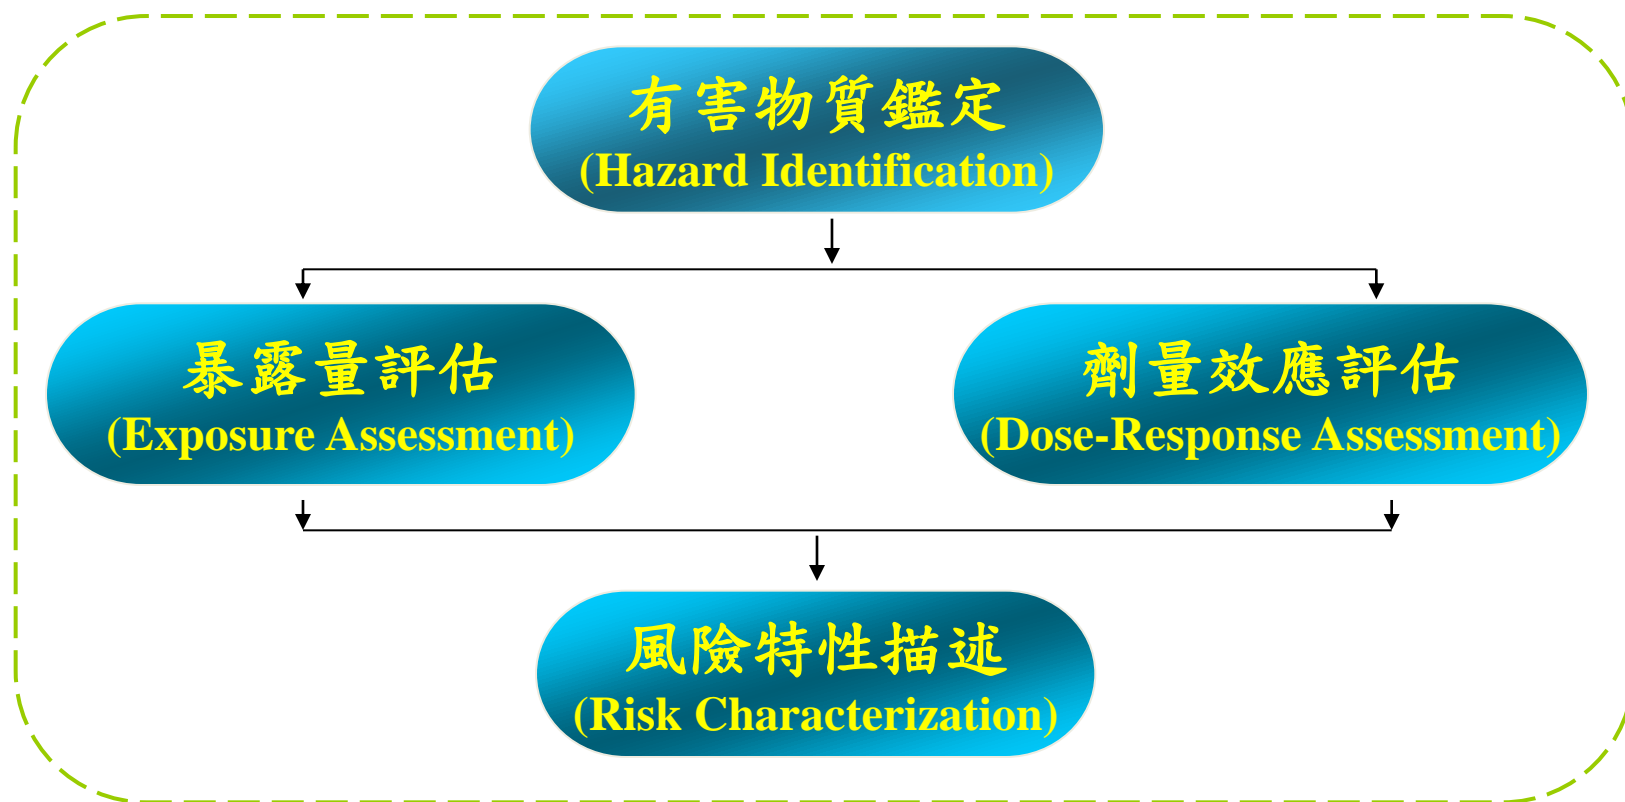 有害物質鑑定
(Hazard Identification)
暴露量評估
(Exposure Assessment)
劑量效應評估
(Dose-Response Assessment)
風險特性描述
(Risk Characterization)